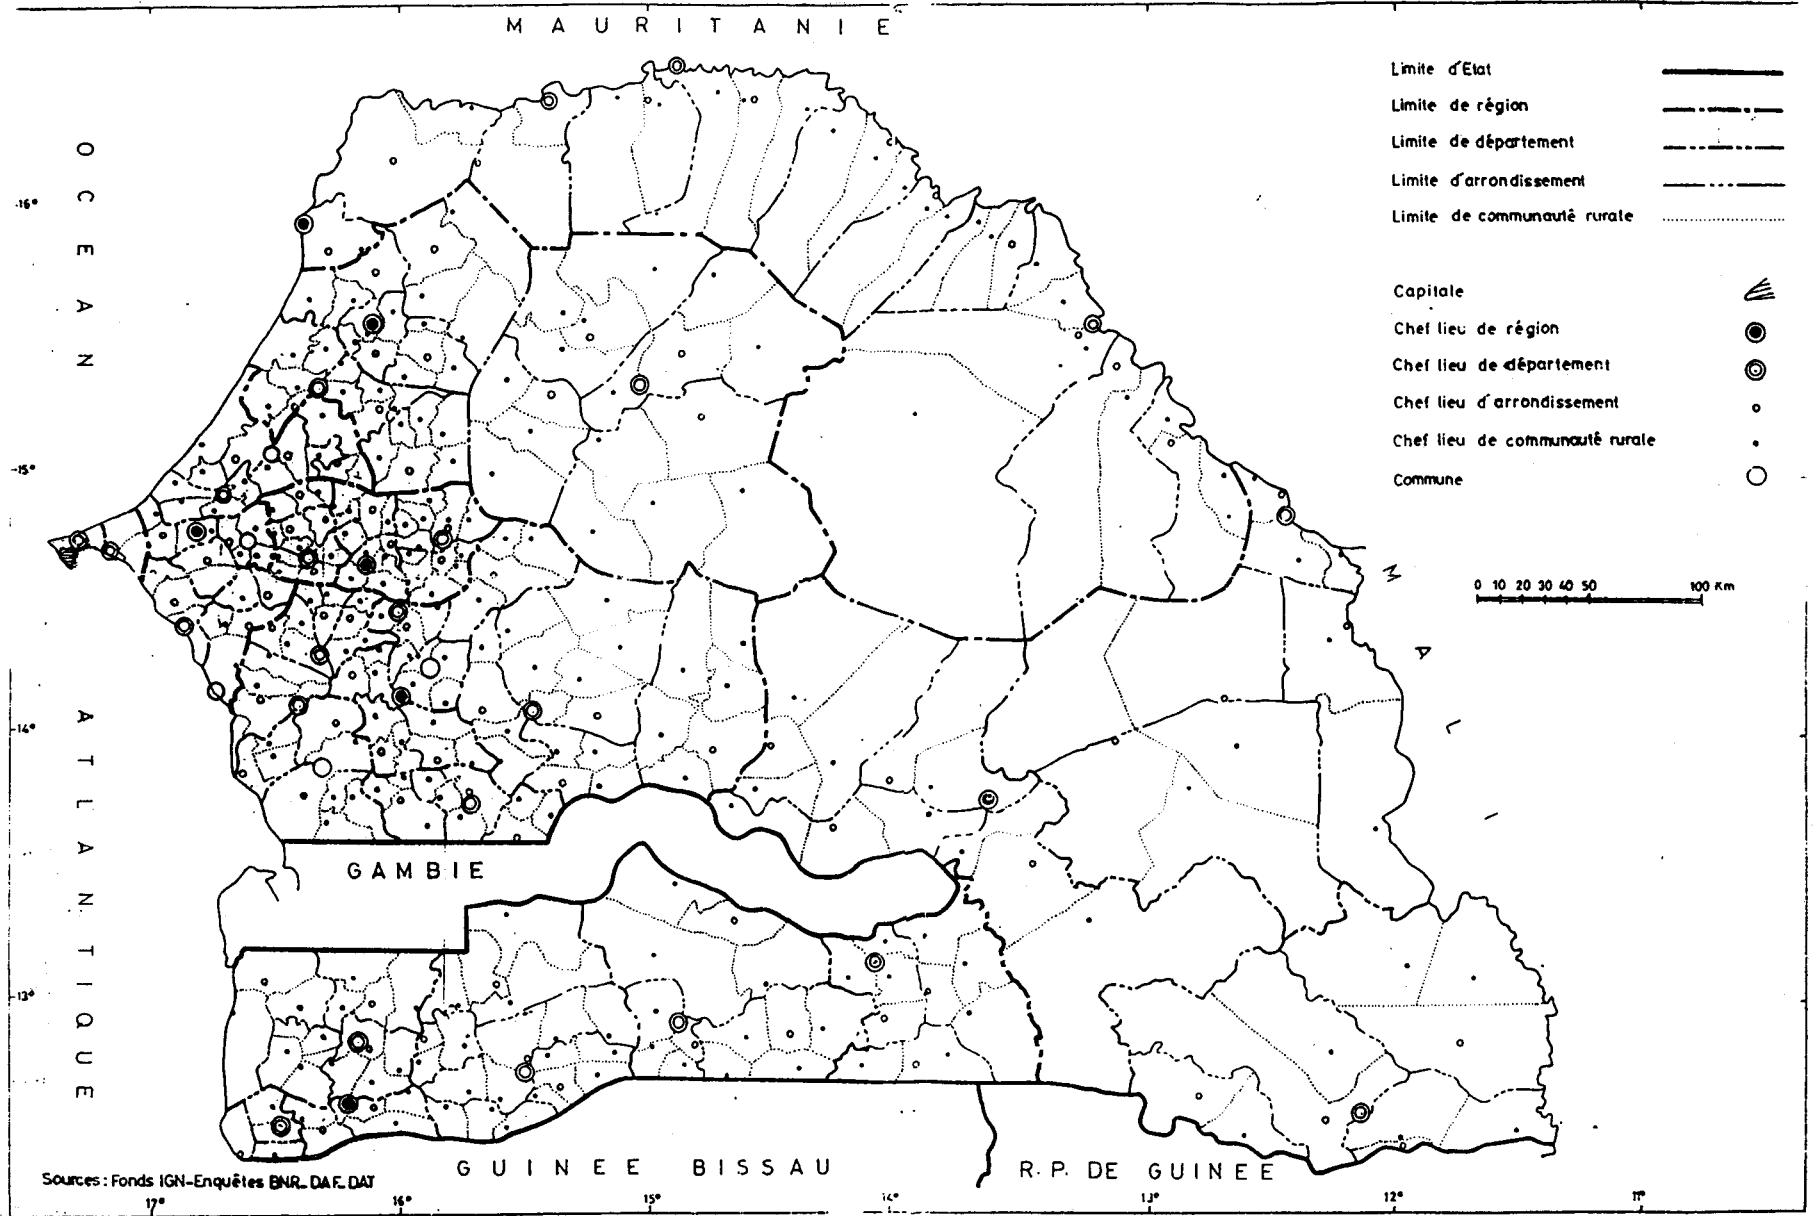 MAURITANIE
Limite d'Etat
Limite de région
Limite de département
Limite d'arrondissement
Limite de communauté rurale
Capitale
Chef lieu de région
Chef lieu de département
Chef lieu d'arrondissement
Chef lieu de communauté rurale
Commune
0 10 20 30 40 50 100 Km
OCEAN
ATLANTIQUE
16°
15°
14°
13°
MALI
GAMBIE
GUINEE BISSAU
R.P. DE GUINEE
Sources: Fonds IGN-Enquêtes BNR_DAF_DAT
17° 16° 15° 14° 13° 12° 11°